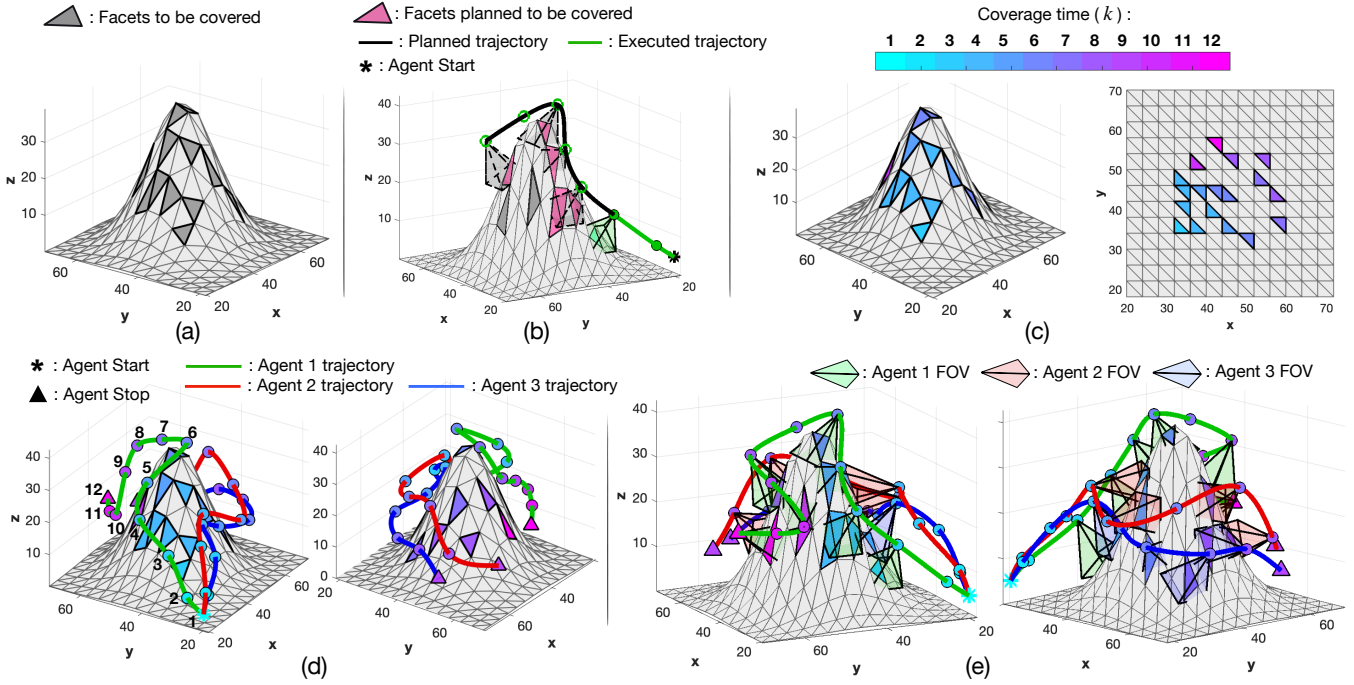 : Facets to be covered
: Facets planned to be covered
: Planned trajectory
: Executed trajectory
: Agent Start
Coverage time (k) :
1 2 3 4 5 6 7 8 9 10 11 12
z
30
20
10
60
40
20
y
20
40
60
x
(a)
z
40
30
20
10
60
40
20
x
60
40
20
y
(b)
z
30
20
10
60
40
20
y
20
40
60
x
y
70
60
50
40
30
20
20 30 40 50 60 70
x
(c)
: Agent Start
: Agent 1 trajectory
: Agent Stop
: Agent 2 trajectory
: Agent 3 trajectory
z
40
30
20
10
8 7 6
9 5
12
11
10 4
3
2
1
60
40
20
y
20
40
60
x
40
30
20
10
0
20
40
60
y
60
40
20
x
(d)
: Agent 1 FOV
: Agent 2 FOV
: Agent 3 FOV
z
40
30
20
10
60
40
20
x
60
40
20
y
60
40
20
x
20
40
60
y
(e)